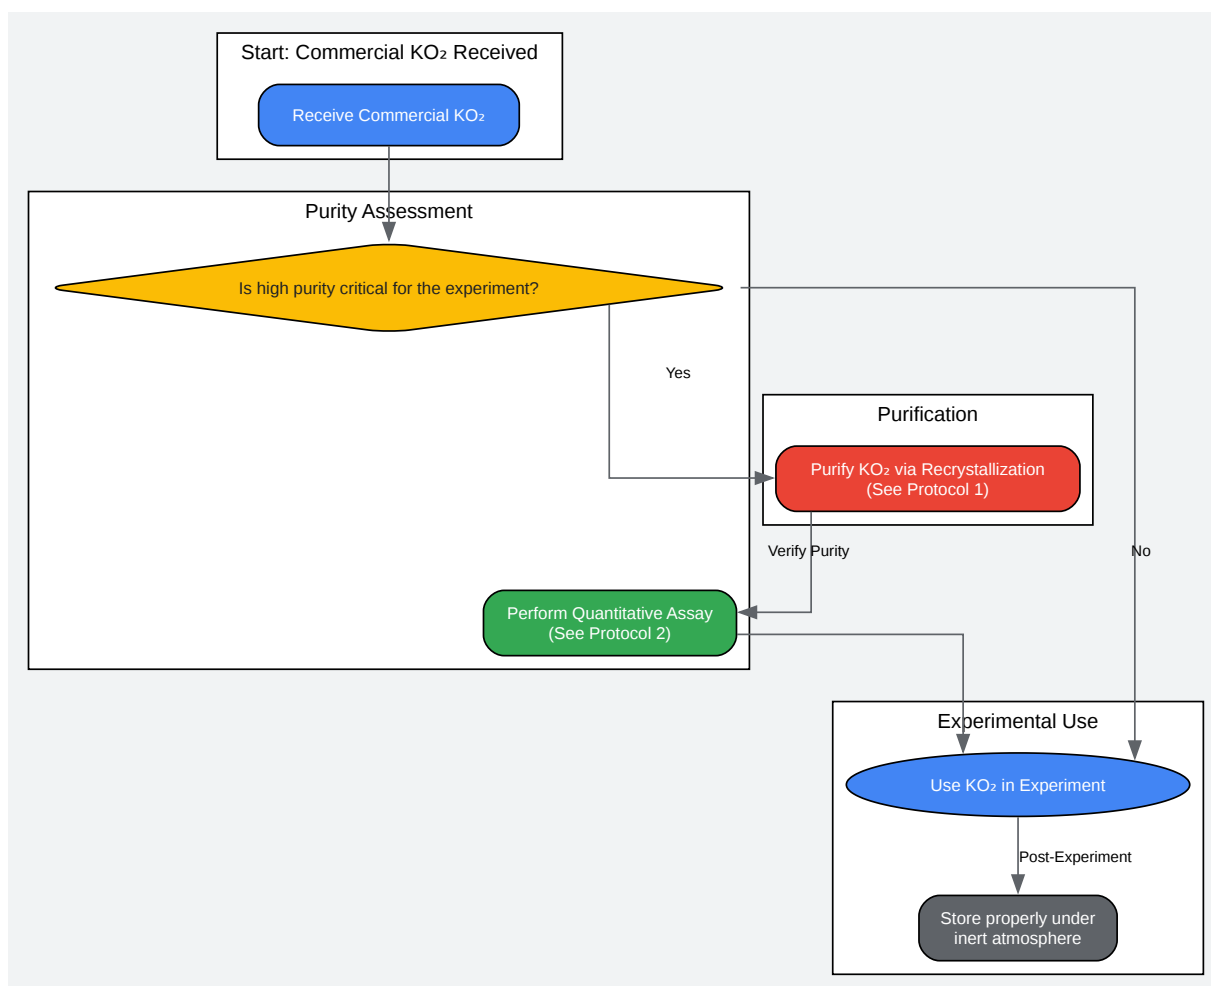 Start: Commercial KO₂ Received
Receive Commercial KO₂
Purity Assessment
Is high purity critical for the experiment?
Yes
Purification
Purify KO₂ via Recrystallization
(See Protocol 1)
Verify Purity
No
Perform Quantitative Assay
(See Protocol 2)
Experimental Use
Use KO₂ in Experiment
Post-Experiment
Store properly under
inert atmosphere